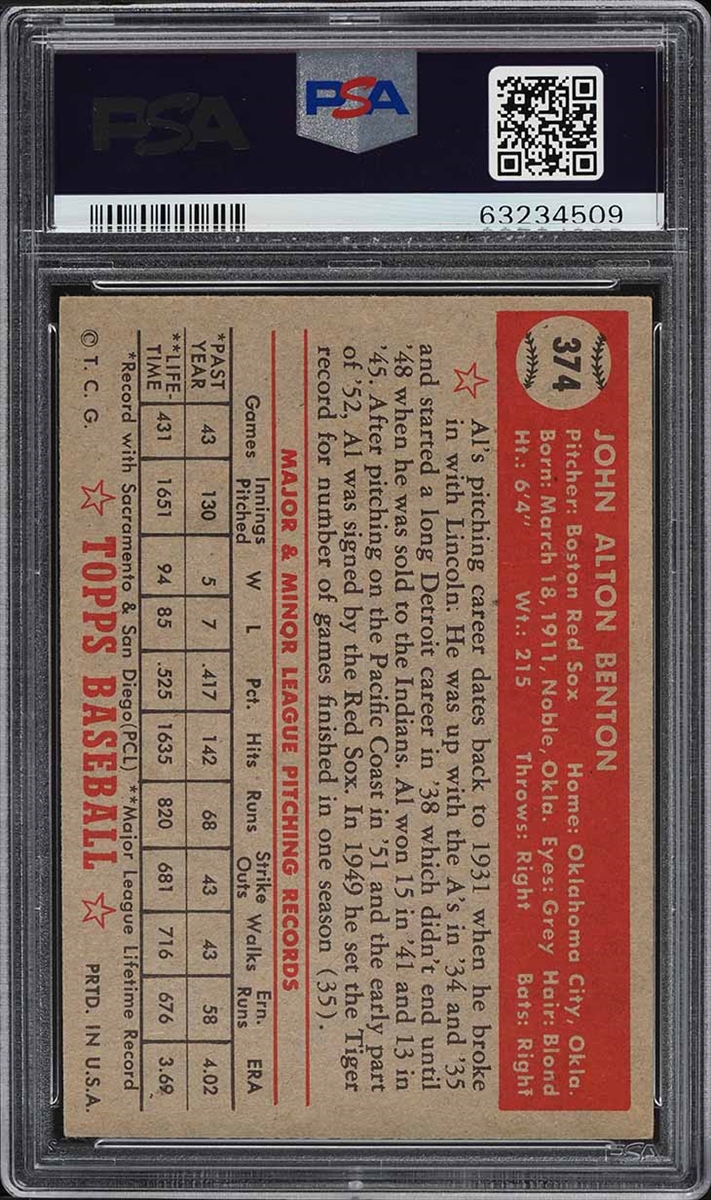 PSA
PSA
63234509
374
JOHN ALTON BENTON
Pitcher: Boston Red Sox Home: Oklahoma City, Okla.
Born: March 18, 1911, Noble, Okla. Eyes: Grey Hair: Blond
Ht.: 6'4" Wt.: 215 Throws: Right Bats: Right
Al's pitching career dates back to 1931 when he broke
in with Lincoln. He was up with the A's in '34 and '35
and started a long Detroit career in '38 which didn't end until
'48 when he was sold to the Indians. Al won 15 in '41 and 13 in
'45. After pitching on the Pacific Coast in '51 and the early part
of '52, Al was signed by the Red Sox. In 1949 he set the Tiger
record for number of games finished in one season (35).
MAJOR & MINOR LEAGUE PITCHING RECORDS
Games Innings Pitched W L Pct. Hits Runs Strike Outs Walks Ern. Runs ERA
*PAST YEAR 43 130 5 7 .417 142 68 43 43 58 4.02
**LIFE-TIME 431 1651 94 85 .525 1635 820 681 716 676 3.69
*Record with Sacramento & San Diego(PCL) **Major League Lifetime Record
© T. C. G. TOPPS BASEBALL PRTD. IN U.S.A.
PSA